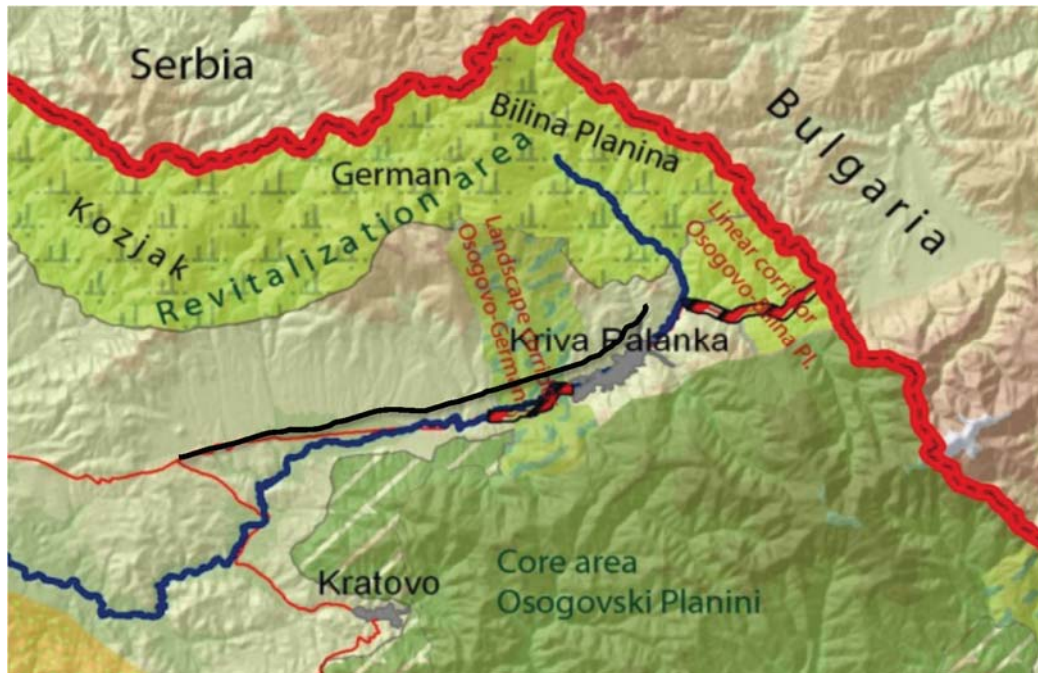 Serbia
Bulgaria
Bilina Planina
German
Kozjak
Revitalization area
Landscape corridor
Osogovo-German
Linear corridor
Osogovo-Bilina Pl.
Kriva Palanka
Kratovo
Core area
Osogovski Planini